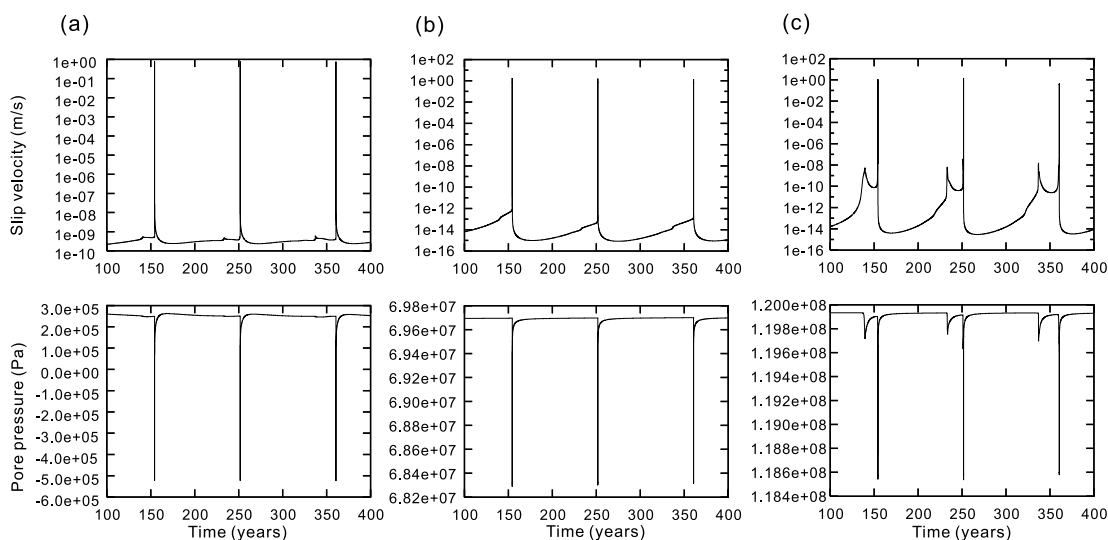 (a)
(b)
(c)
Slip velocity (m/s)
1e+00
1e-01
1e-02
1e-03
1e-04
1e-05
1e-06
1e-07
1e-08
1e-09
1e-10
100 150 200 250 300 350 400
1e+02
1e+00
1e-02
1e-04
1e-06
1e-08
1e-10
1e-12
1e-14
1e-16
100 150 200 250 300 350 400
1e+02
1e+00
1e-02
1e-04
1e-06
1e-08
1e-10
1e-12
1e-14
1e-16
100 150 200 250 300 350 400
Pore pressure (Pa)
3.0e+05
2.0e+05
1.0e+05
0.0e+00
-1.0e+05
-2.0e+05
-3.0e+05
-4.0e+05
-5.0e+05
-6.0e+05
100 150 200 250 300 350 400
Time (years)
6.98e+07
6.96e+07
6.94e+07
6.92e+07
6.90e+07
6.88e+07
6.86e+07
6.84e+07
6.82e+07
100 150 200 250 300 350 400
Time (years)
1.200e+08
1.198e+08
1.196e+08
1.194e+08
1.192e+08
1.190e+08
1.188e+08
1.186e+08
1.184e+08
100 150 200 250 300 350 400
Time (years)